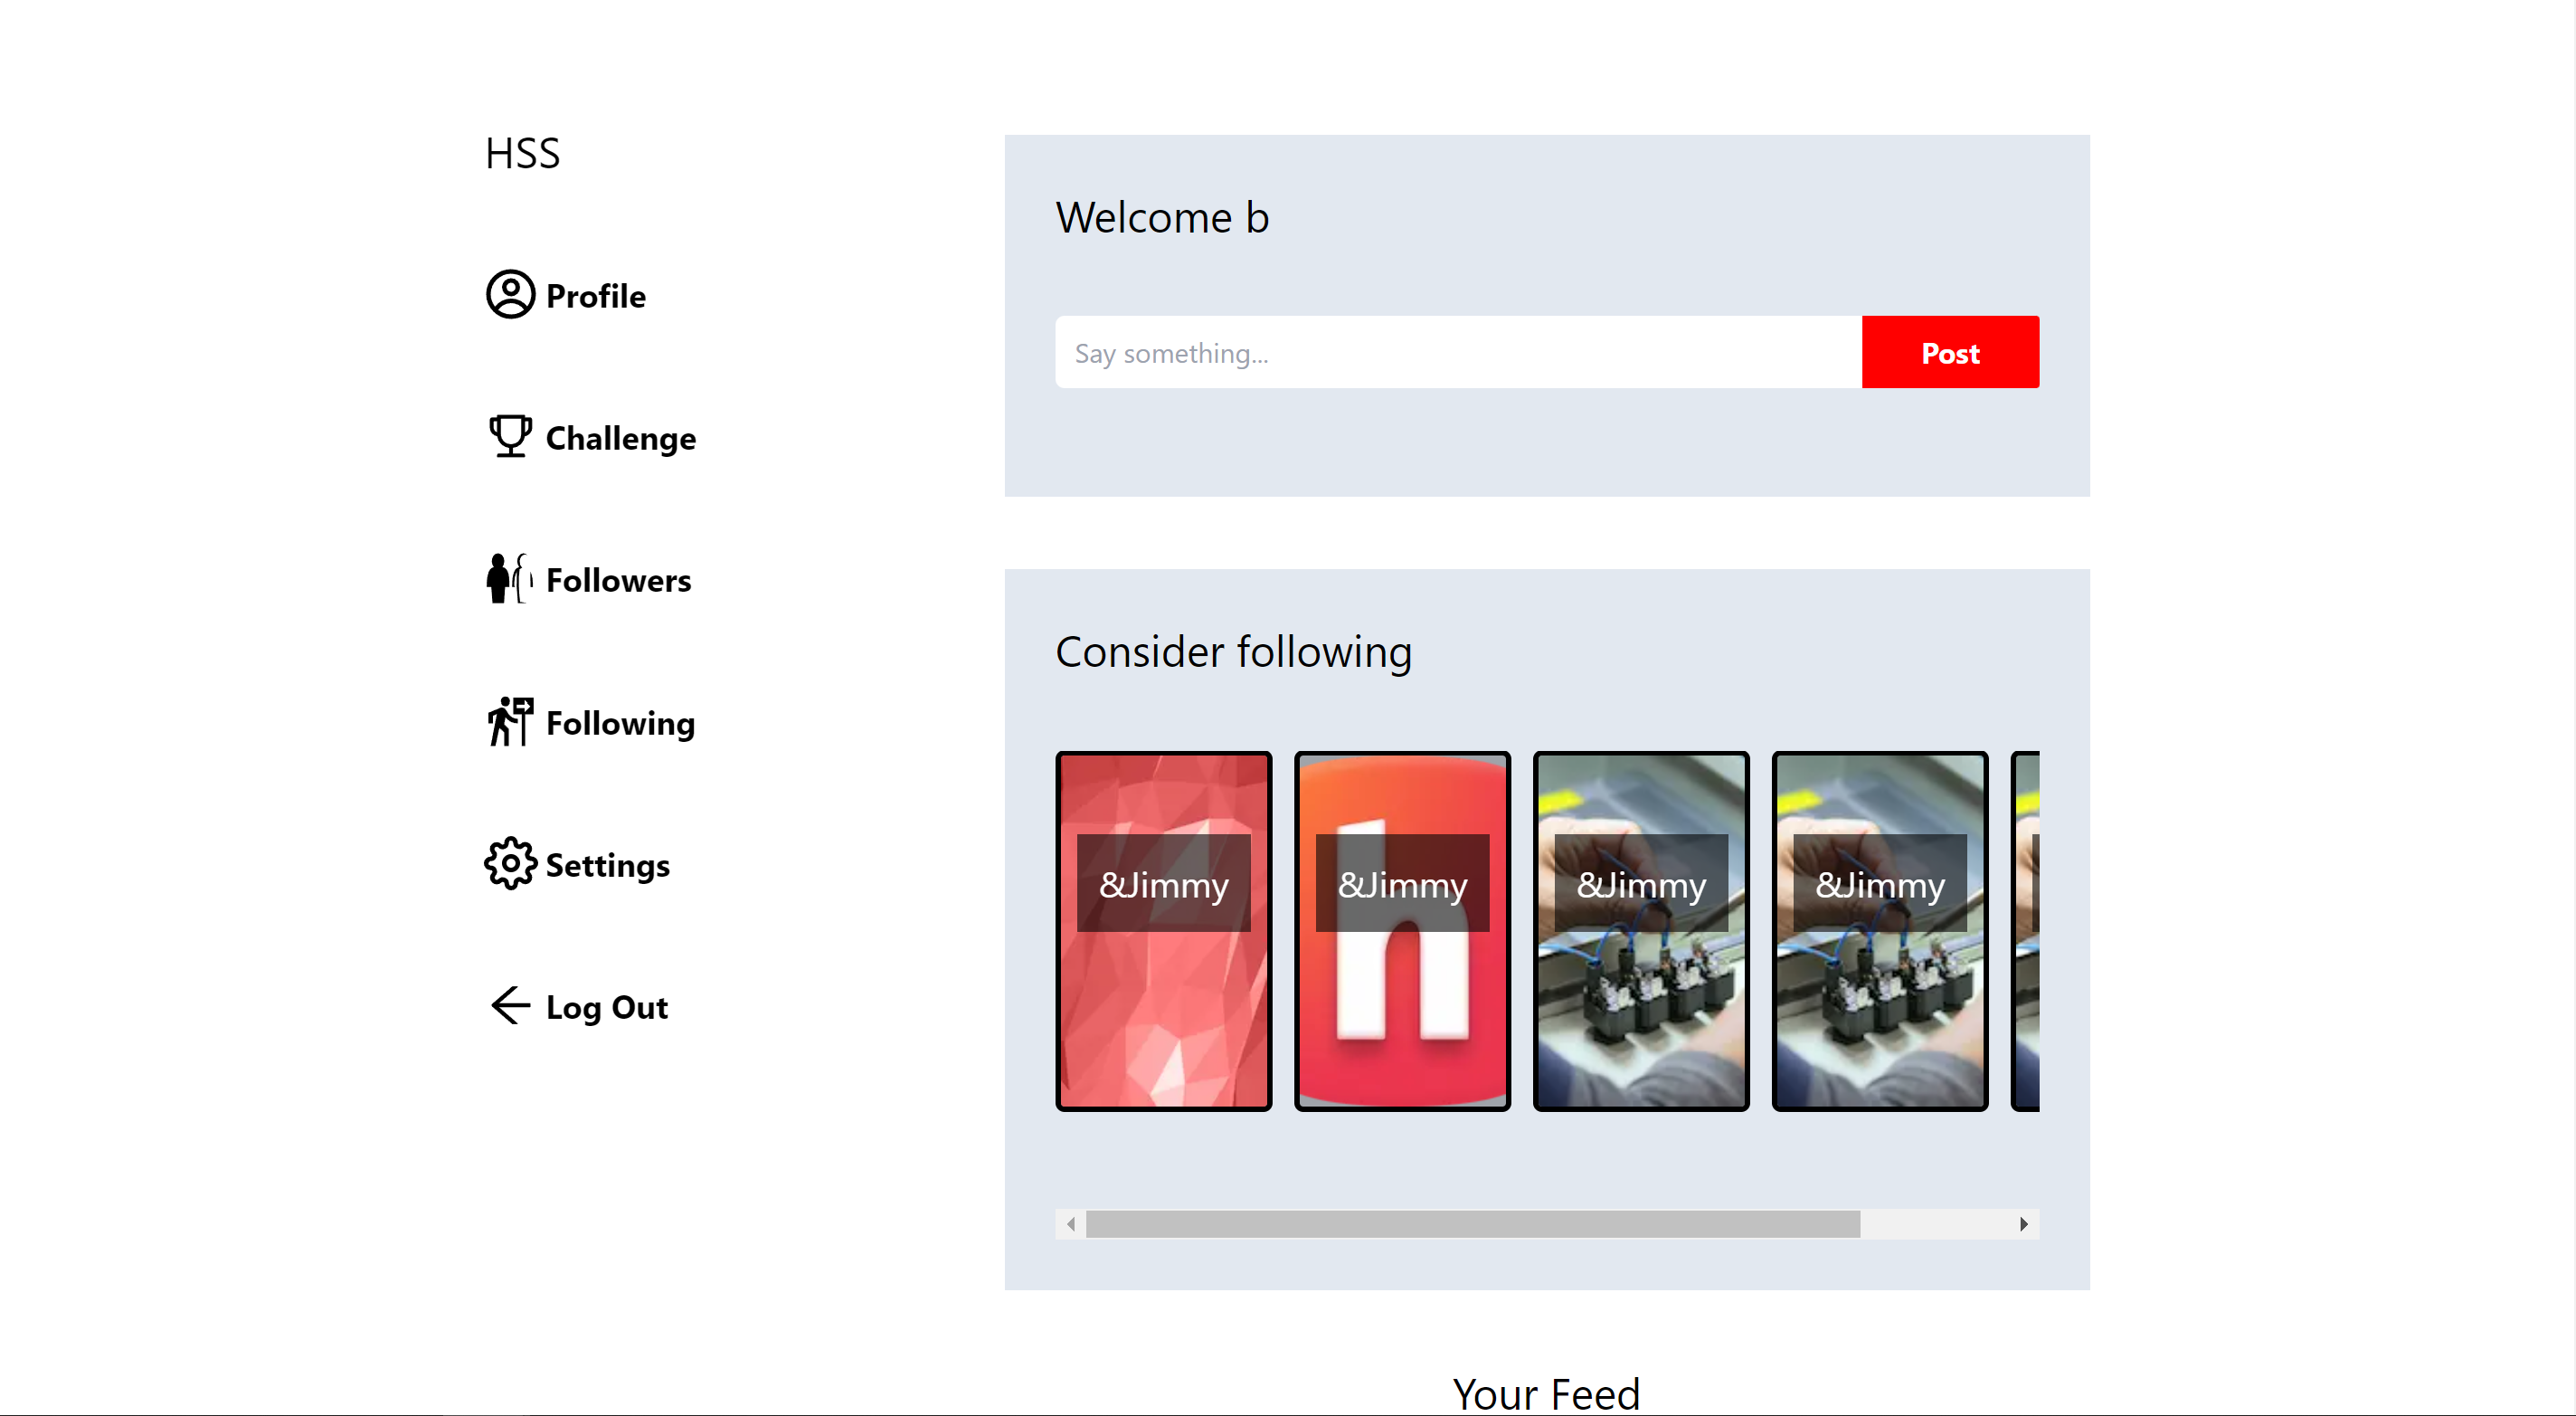 HSS
Profile
Challenge
Followers
Following
Settings
Log Out
Welcome b
Say something...
Post
Consider following
&Jimmy
h
&Jimmy
&Jimmy
&Jimmy
Your Feed